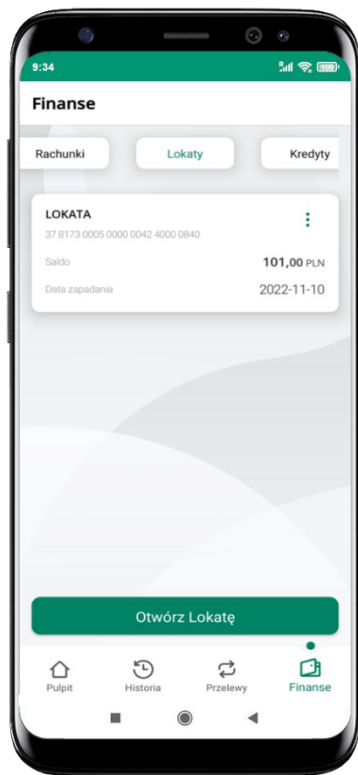 9:34
Finanse
Rachunki Lokaty Kredyty
LOKATA
37 8173 0005 0000 0042 4000 0840
Saldo 101,00 PLN
Data zapadania 2022-11-10
Otwórz Lokatę
Pulpit Historia Przelewy Finanse